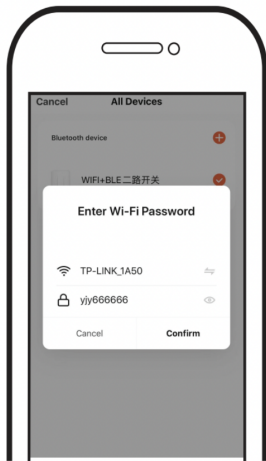 Cancel All Devices
Bluetooth device
WIFI+BLE二路开关
Enter Wi-Fi Password
TP-LINK_1A50
yjy666666
Cancel Confirm